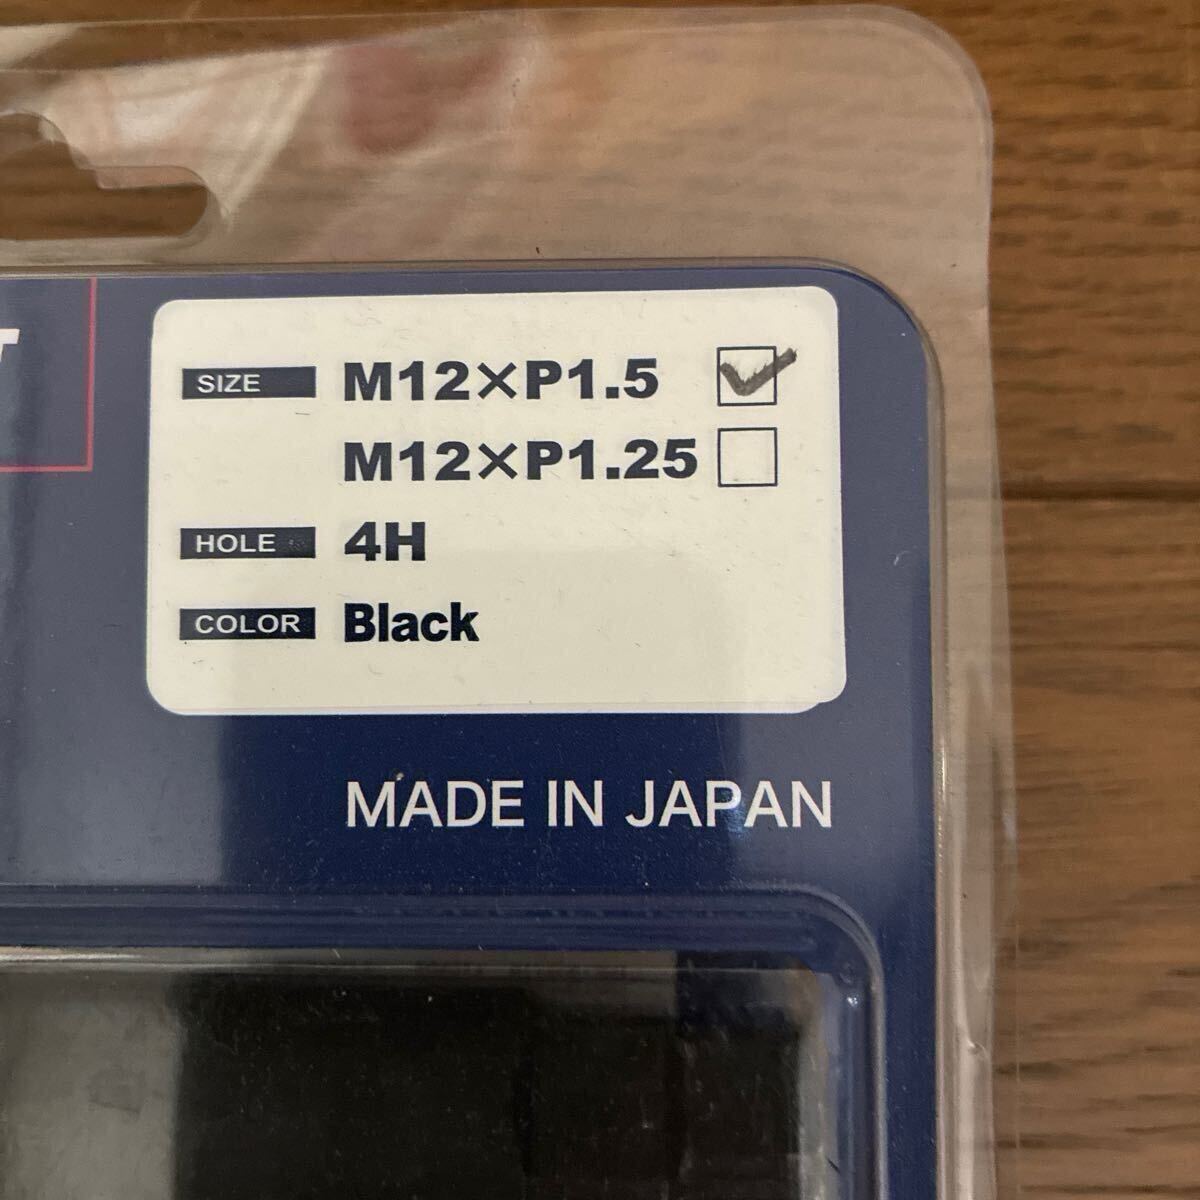 SIZE M12×P1.5
M12×P1.25
HOLE 4H
COLOR Black
MADE IN JAPAN